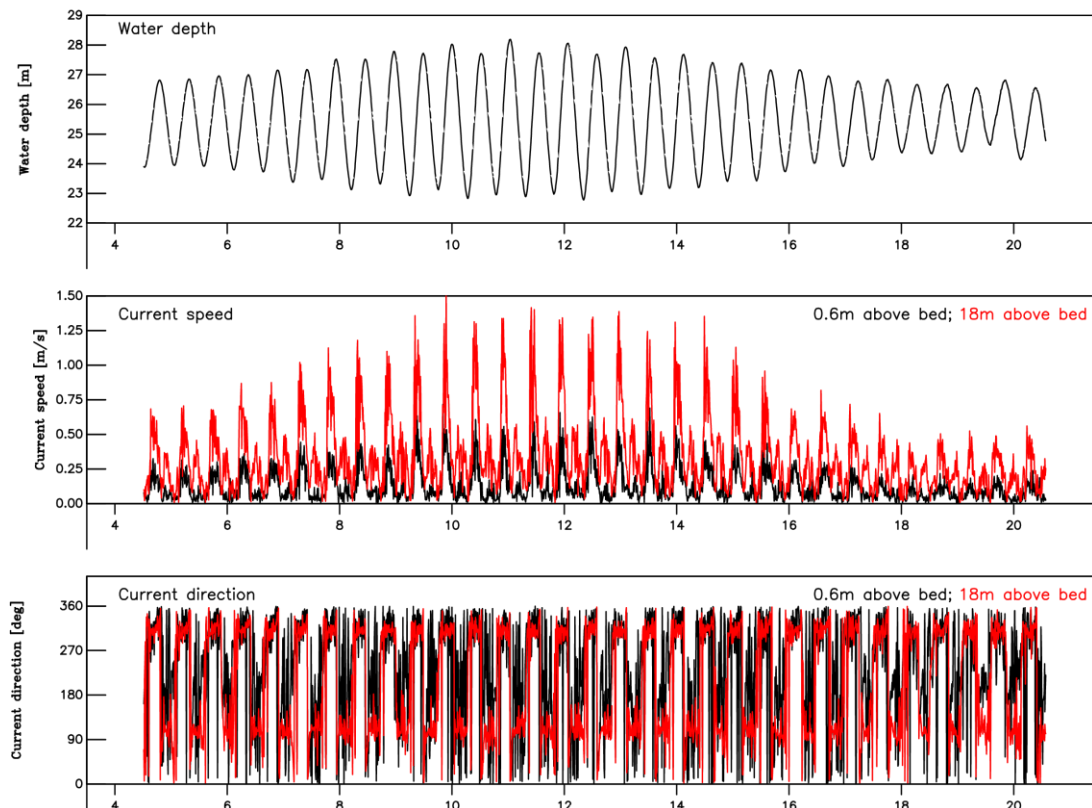 29
Water depth
28
27
26
25
24
23
22
Water depth [m]
4 6 8 10 12 14 16 18 20
1.50
Current speed 0.6m above bed; 18m above bed
1.25
1.00
0.75
0.50
0.25
0.00
Current speed [m/s]
4 6 8 10 12 14 16 18 20
Current direction 0.6m above bed; 18m above bed
360
270
180
90
0
Current direction [deg]
4 6 8 10 12 14 16 18 20